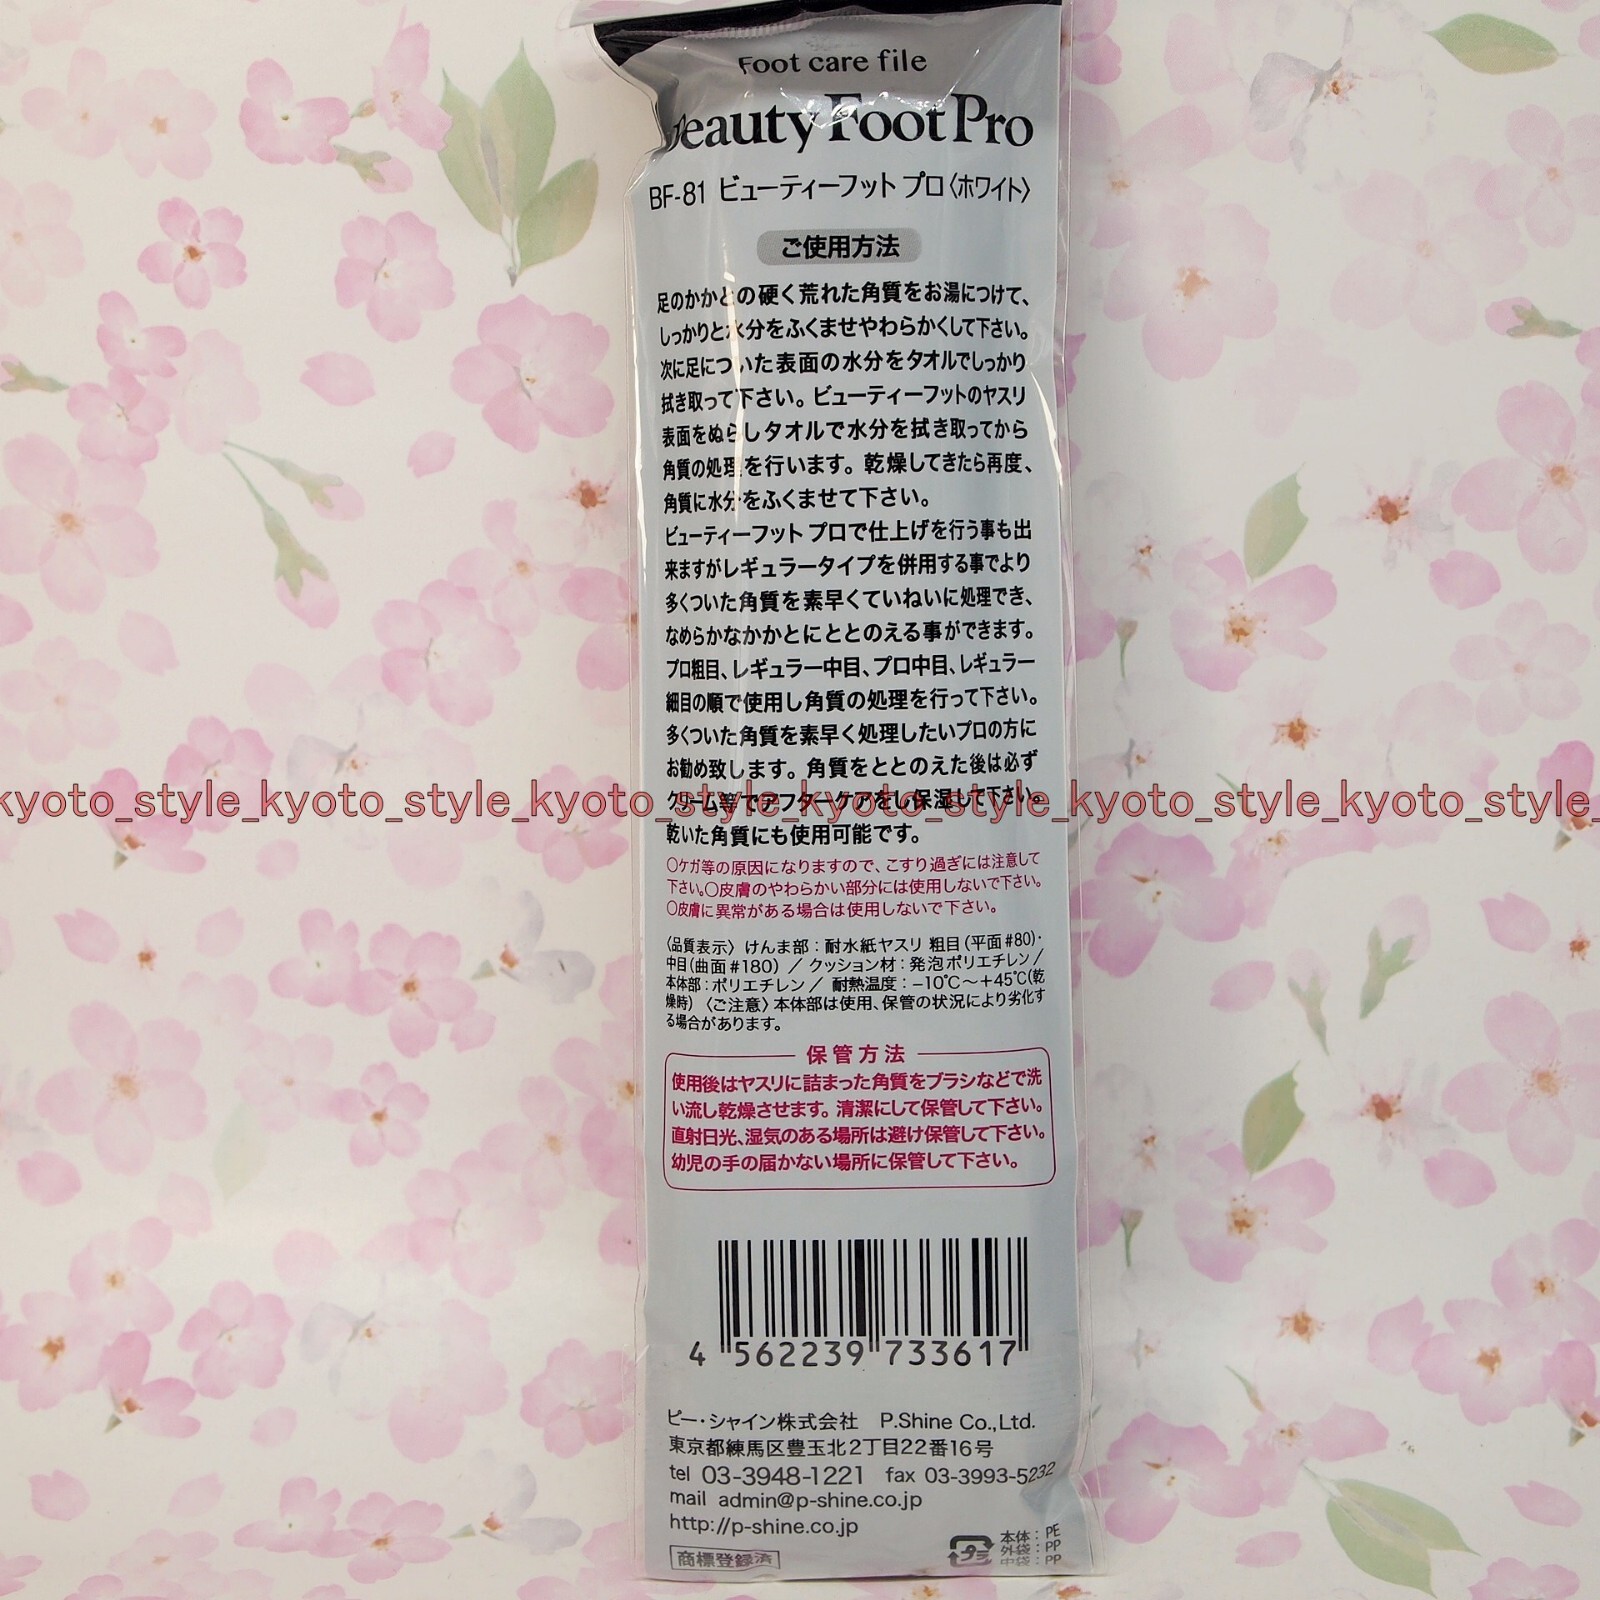 Foot care file
BeautyFootPro
BF-81 ビューティーフット プロ〈ホワイト〉
ご使用方法
足のかかとの硬く荒れた角質をお湯につけて、
しっかりと水分をふくませやわらかくして下さい。
次に足についた表面の水分をタオルでしっかり
拭き取って下さい。ビューティーフットのヤスリ
表面をぬらしタオルで水分を拭き取ってから
角質の処理を行います。乾燥してきたら再度、
角質に水分をふくませて下さい。
ビューティーフット プロで仕上げを行う事も出
来ますがレギュラータイプを併用する事でより
多くついた角質を素早くていねいに処理でき、
なめらかなかかとにととのえる事ができます。
プロ粗目、レギュラー中目、プロ中目、レギュラー
細目の順で使用し角質の処理を行って下さい。
多くついた角質を素早く処理したいプロの方に
お勧め致します。角質をととのえた後は必ず
クリーム等でアフターケアをし保湿して下さい。
kyoto_style_kyoto_style_kyoto_style_kyoto_style_kyoto_style_kyoto_style_
乾いた角質にも使用可能です。
○ケガ等の原因になりますので、こすり過ぎには注意して
下さい。○皮膚のやわらかい部分には使用しないで下さい。
○皮膚に異常がある場合は使用しないで下さい。
〈品質表示〉けんま部：耐水紙ヤスリ 粗目(平面#80)・
中目(曲面#180) ／ クッション材：発泡ポリエチレン／
本体部：ポリエチレン／ 耐熱温度：−10℃〜+45℃(乾
燥時)〈ご注意〉本体部は使用、保管の状況により劣化す
る場合があります。
保管方法
使用後はヤスリに詰まった角質をブラシなどで洗
い流し乾燥させます。清潔にして保管して下さい。
直射日光、湿気のある場所は避け保管して下さい。
幼児の手の届かない場所に保管して下さい。
4 562239 733617
ピー・シャイン株式会社 P.Shine Co.,Ltd.
東京都練馬区豊玉北2丁目22番16号
tel 03-3948-1221 fax 03-3993-5232
mail admin@p-shine.co.jp
http://p-shine.co.jp
商標登録済
プラ
本体：PE
外袋：PP
中袋：PP